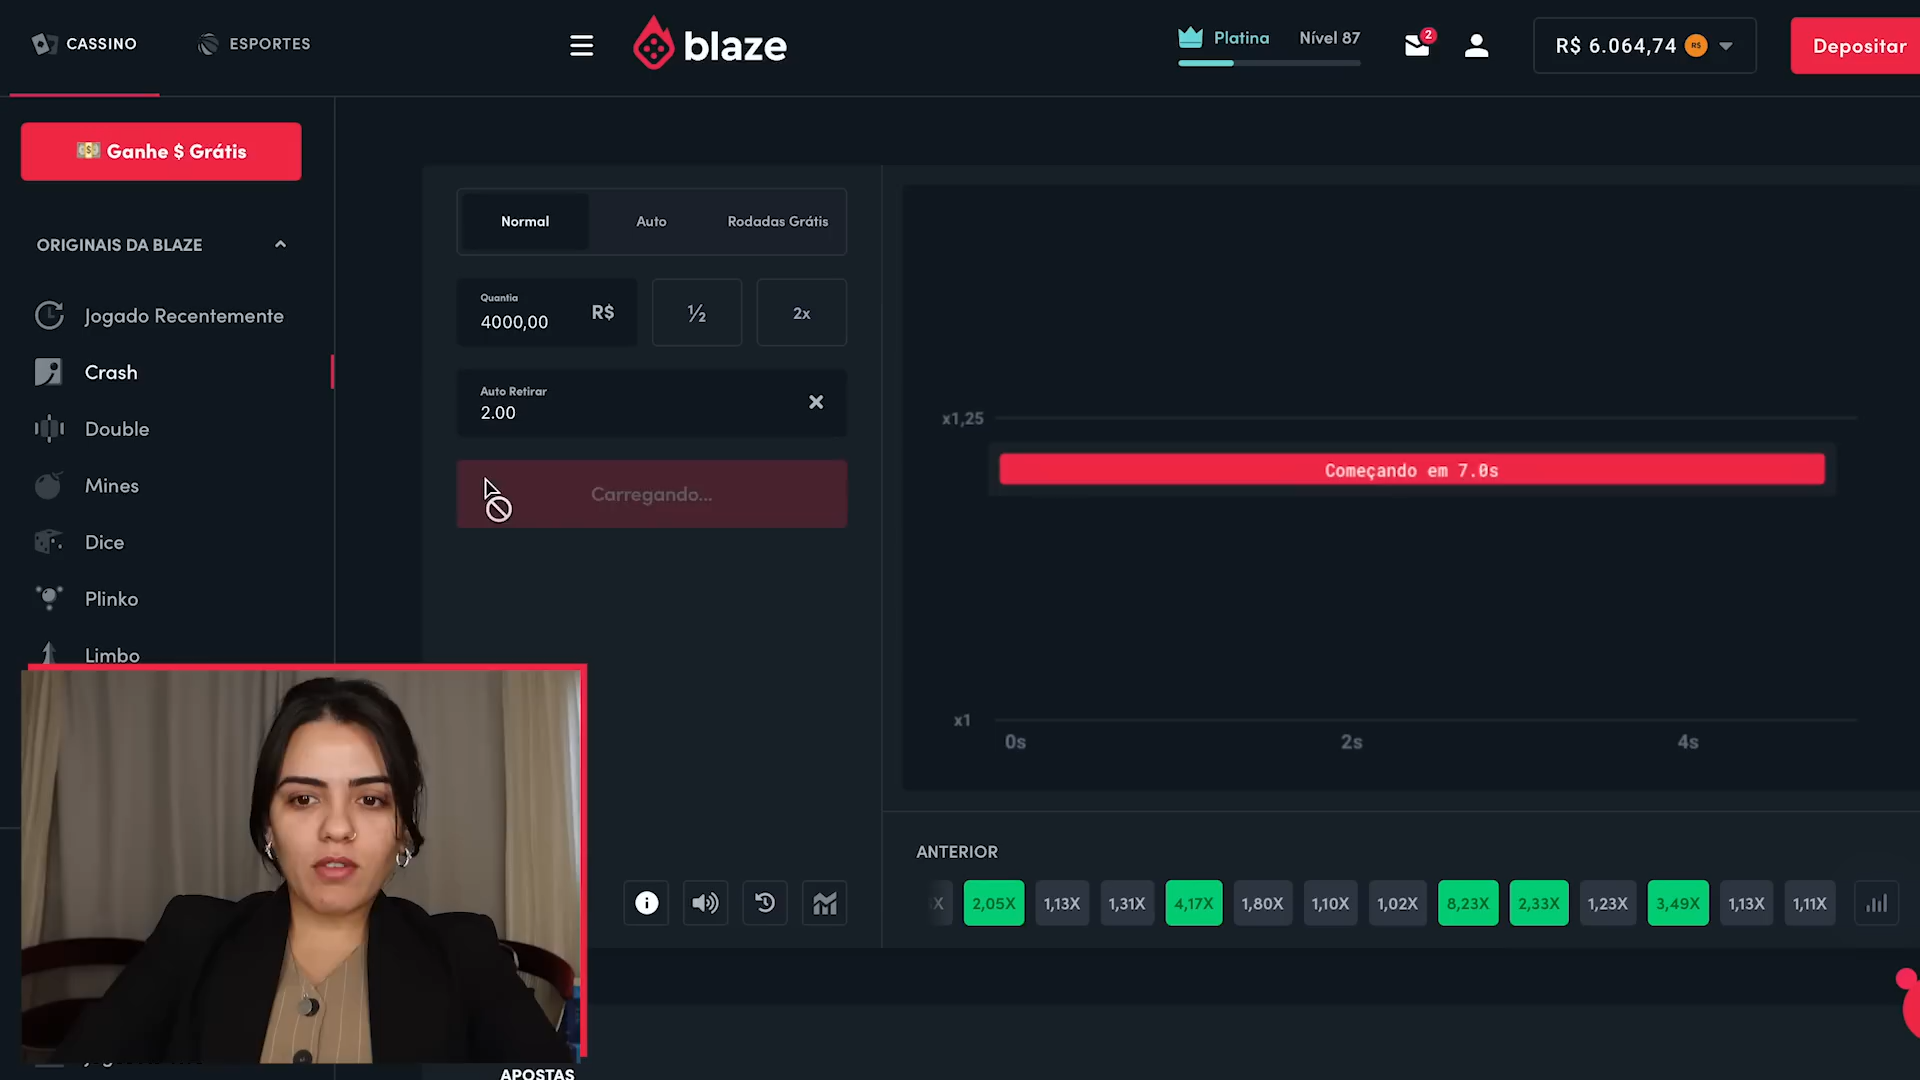 CASSINO
ESPORTES
blaze
Platina
Nível 87
2
R$ 6.064,74
R$
Depositar
Ganhe $ Grátis
ORIGINAIS DA BLAZE
Jogado Recentemente
Crash
Double
Mines
Dice
Plinko
Limbo
Normal
Auto
Rodadas Grátis
Quantia
4000,00
R$
½
2x
Auto Retirar
2.00
Carregando...
x1,25
Começando em 7.0s
x1
0s
2s
4s
ANTERIOR
X
2,05X
1,13X
1,31X
4,17X
1,80X
1,10X
1,02X
8,23X
2,33X
1,23X
3,49X
1,13X
1,11X
APOSTAS